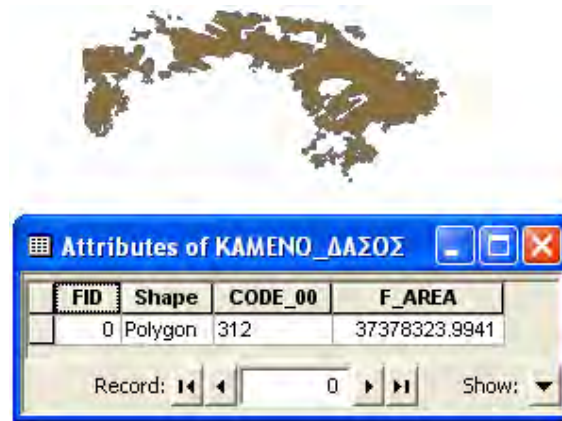 Attributes of ΚΑΜΕΝΟ_ΔΑΣΟΣ
FID Shape CODE_00 F_AREA
0 Polygon 312 37378323.9941
Record: 0 Show: